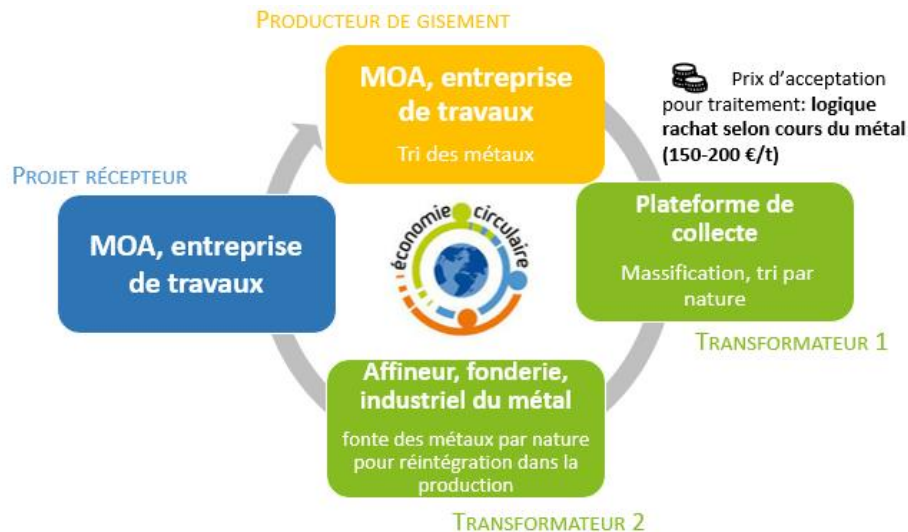 PRODUCTEUR DE GISEMENT
MOA, entreprise
de travaux
Tri des métaux
Prix d'acceptation
pour traitement: logique
rachat selon cours du métal
(150-200 €/t)
PROJET RÉCEPTEUR
MOA, entreprise
de travaux
économie circulaire
Plateforme de
collecte
Massification, tri par
nature
TRANSFORMATEUR 1
Affineur, fonderie,
industriel du métal
fonte des métaux par nature
pour réintégration dans la
production
TRANSFORMATEUR 2